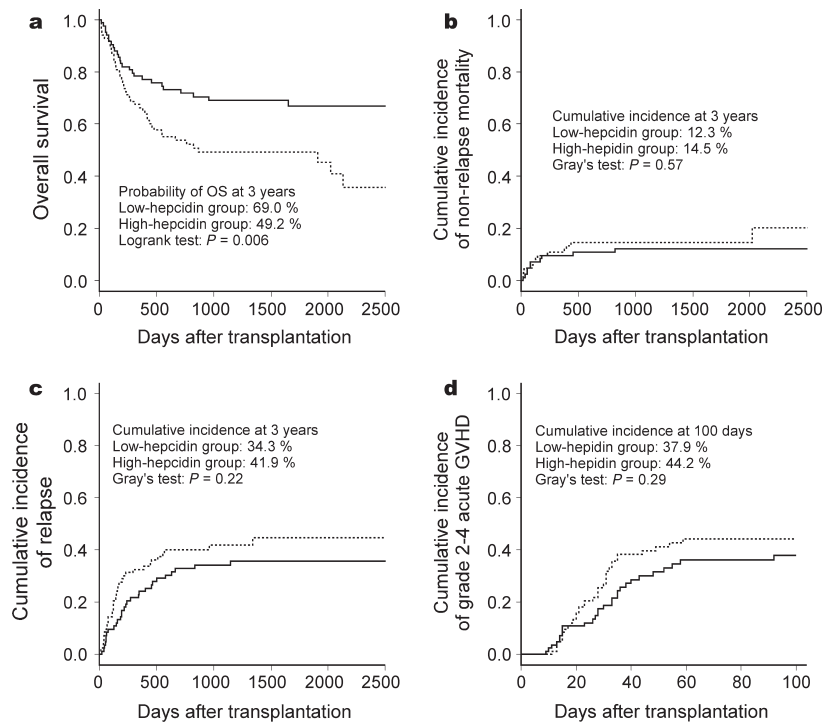 a
1.0
0.8
0.6
0.4
0.2
0.0
Overall survival
Probability of OS at 3 years
Low-hepcidin group: 69.0 %
High-hepcidin group: 49.2 %
Logrank test: P = 0.006
0 500 1000 1500 2000 2500
Days after transplantation
b
1.0
0.8
0.6
0.4
0.2
0.0
Cumulative incidence
of non-relapse mortality
Cumulative incidence at 3 years
Low-hepcidin group: 12.3 %
High-hepidin group: 14.5 %
Gray's test: P = 0.57
0 500 1000 1500 2000 2500
Days after transplantation
c
1.0
0.8
0.6
0.4
0.2
0.0
Cumulative incidence
of relapse
Cumulative incidence at 3 years
Low-hepcidin group: 34.3 %
High-hepcidin group: 41.9 %
Gray's test: P = 0.22
0 500 1000 1500 2000 2500
Days after transplantation
d
1.0
0.8
0.6
0.4
0.2
0.0
Cumulative incidence
of grade 2-4 acute GVHD
Cumulative incidence at 100 days
Low-hepidin group: 37.9 %
High-hepidin group: 44.2 %
Gray's test: P = 0.29
0 20 40 60 80 100
Days after transplantation